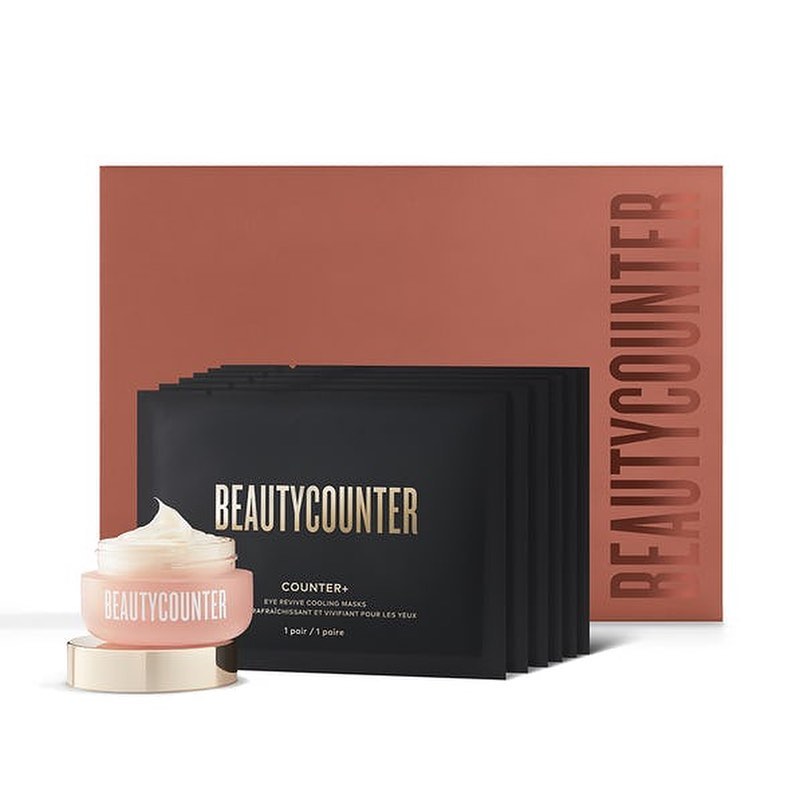 BEAUTYCOUNTER
BEAUTYCOUNTER
COUNTER+
EYE REVIVE COOLING MASKS
RAFRAÎCHISSANT ET VIVIFIANT POUR LES YEUX
1 pair / 1 paire
BEAUTYCOUNTER